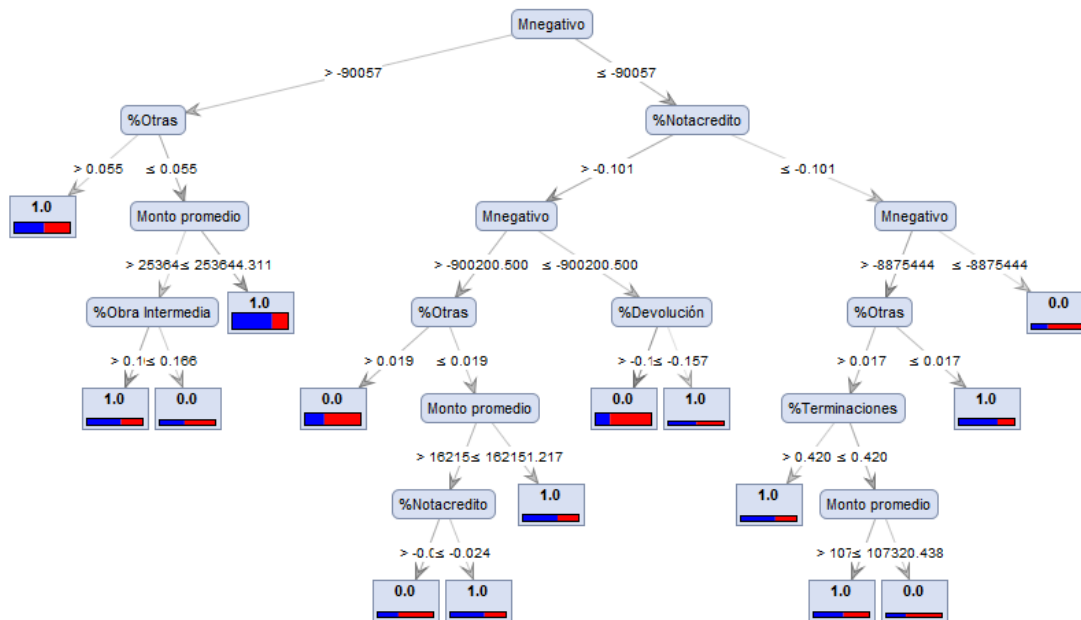 Mnegativo
> -90057 ≤ -90057
%Otras %Notacredito
> 0.055 ≤ 0.055 > -0.101 ≤ -0.101
1.0 Monto promedio Mnegativo Mnegativo
> 25364 ≤ 253644.311 > -900200.500 ≤ -900200.500 > -8875444 ≤ -8875444
%Obra Intermedia 1.0 %Otras %Devolución %Otras 0.0
≤ 0.166 > 0.019 ≤ 0.019 ≤ -0.157 > 0.017 ≤ 0.017
1.0 0.0 0.0 Monto promedio 0.0 1.0 %Terminaciones 1.0
> 16215 ≤ 162151.217 > 0.420 ≤ 0.420
%Notacredito 1.0 1.0 Monto promedio
≤ -0.024 > 107 ≤ 107320.438
0.0 1.0 1.0 0.0